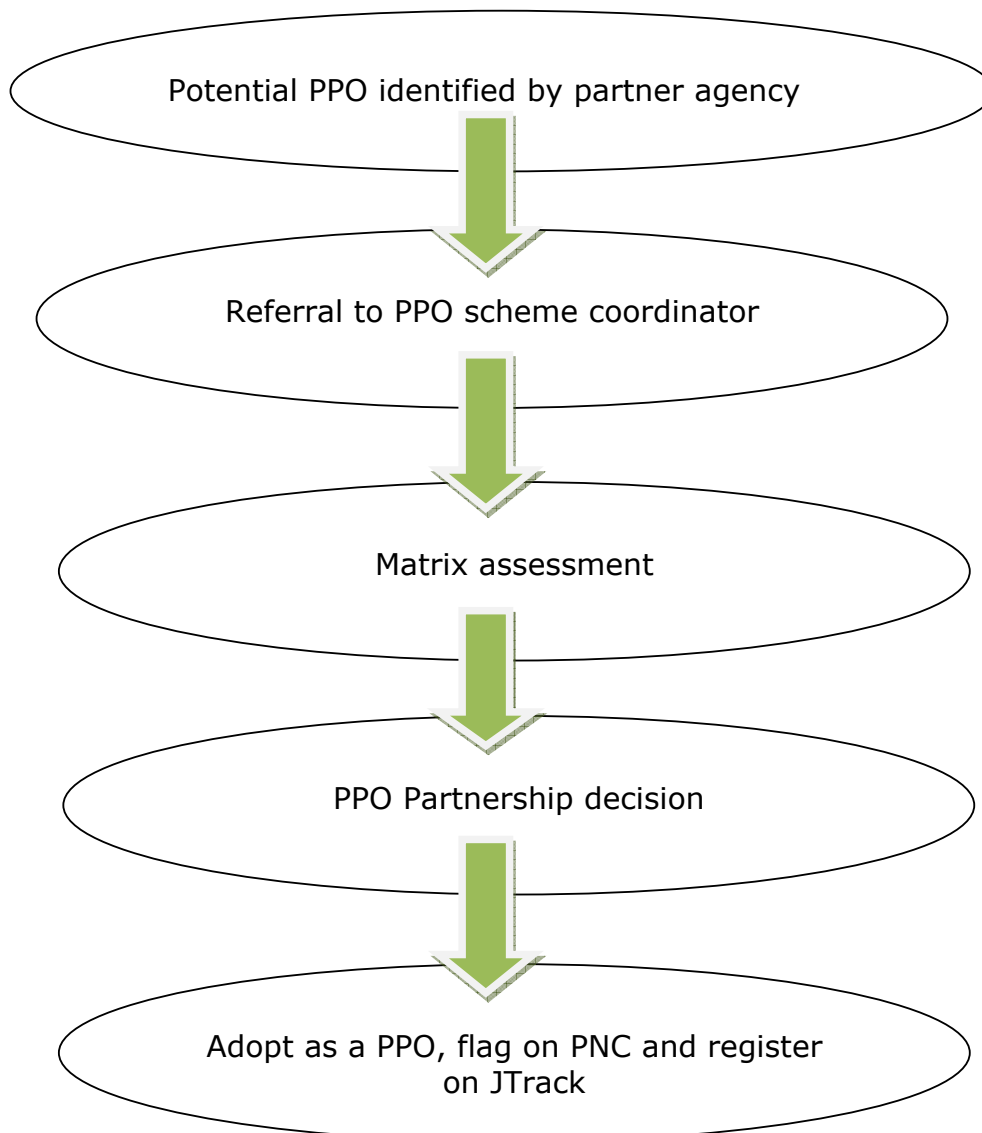 Potential PPO identified by partner agency
Referral to PPO scheme coordinator
Matrix assessment
PPO Partnership decision
Adopt as a PPO, flag on PNC and register
on JTrack